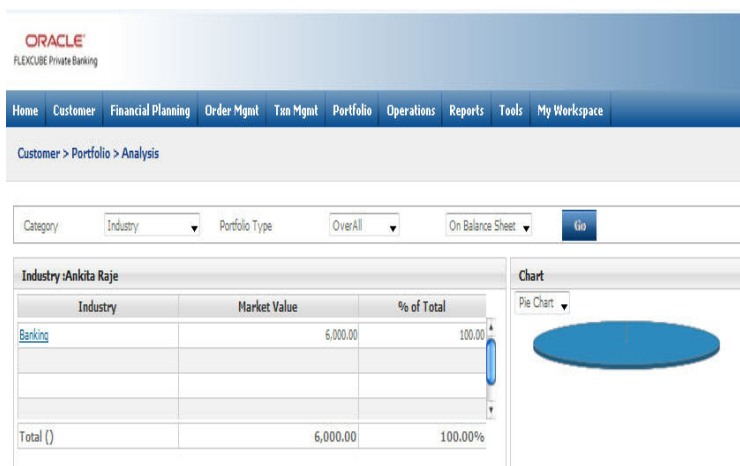 ORACLE
FLEXCUBE Private Banking
Home Customer Financial Planning Order Mgmt Txn Mgmt Portfolio Operations Reports Tools My Workspace
Customer > Portfolio > Analysis
Category Industry Portfolio Type OverAll On Balance Sheet Go
Industry :Ankita Raje
Industry Market Value % of Total
Banking 6,000.00 100.00
Total () 6,000.00 100.00%
Chart
Pie Chart